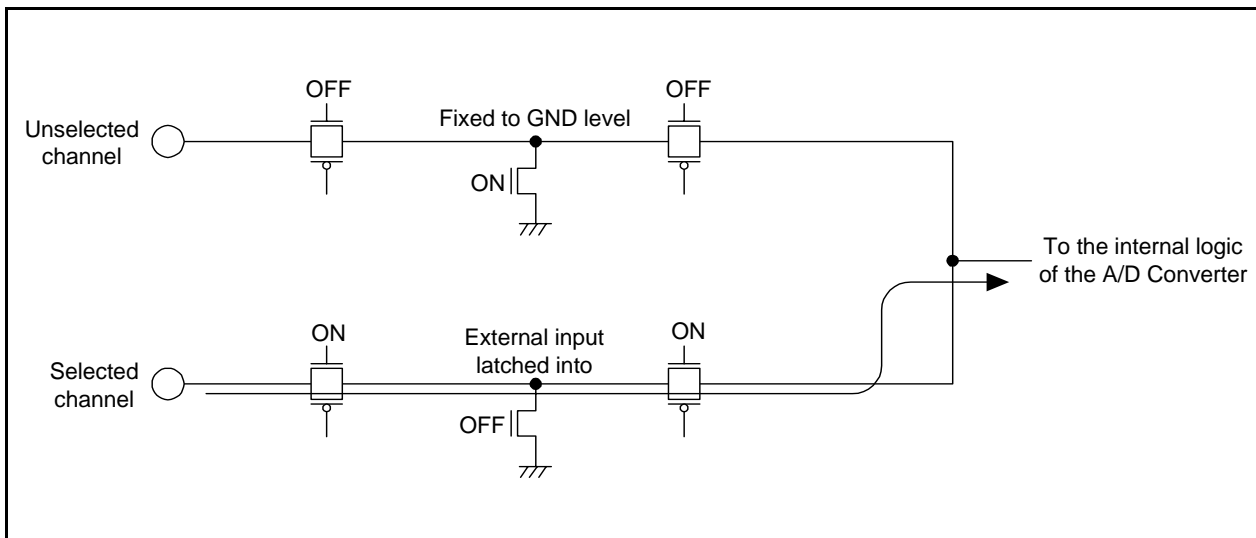 OFF
OFF
Fixed to GND level
Unselected
channel
ON
To the internal logic
of the A/D Converter
ON
External input
latched into
ON
Selected
channel
OFF